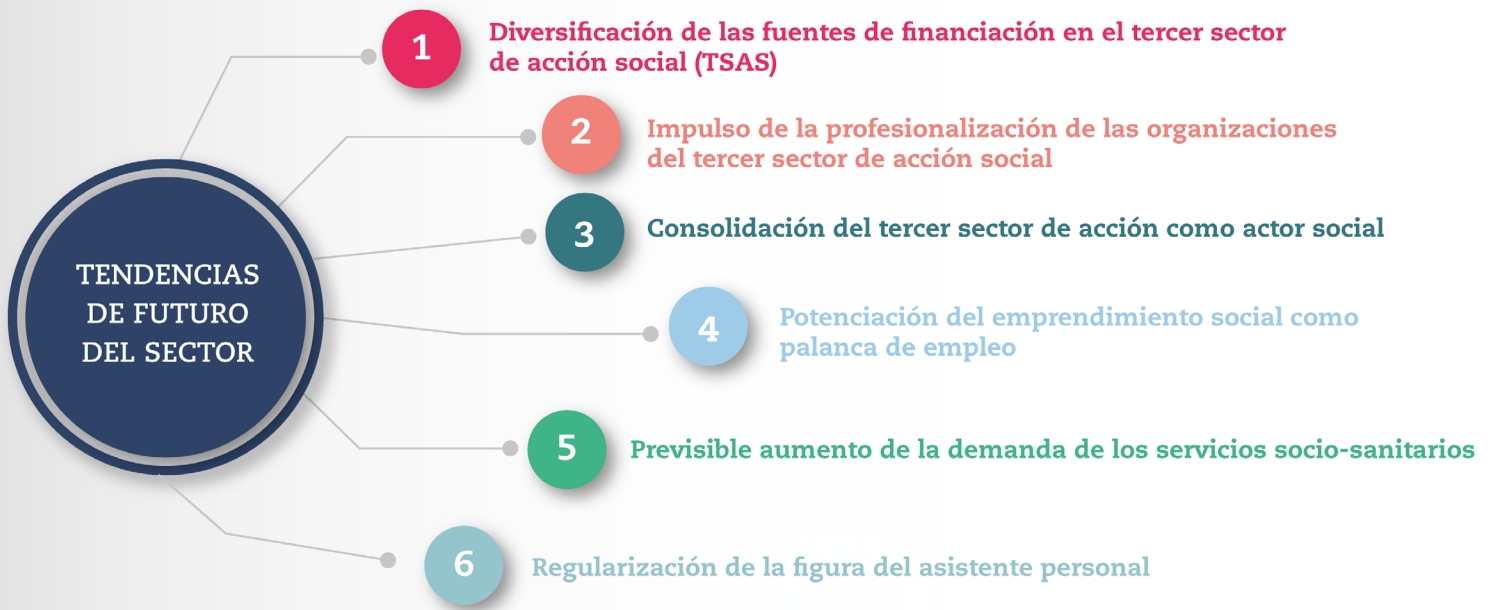 TENDENCIAS
DE FUTURO
DEL SECTOR
1
Diversificación de las fuentes de financiación en el tercer sector
de acción social (TSAS)
2
Impulso de la profesionalización de las organizaciones
del tercer sector de acción social
3
Consolidación del tercer sector de acción como actor social
4
Potenciación del emprendimiento social como
palanca de empleo
5
Previsible aumento de la demanda de los servicios socio-sanitarios
6
Regularización de la figura del asistente personal